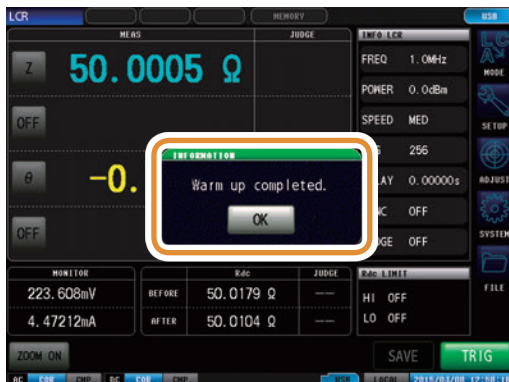 LCR MEMORY USB
MEAS JUDGE INFO LCR
Z 50.0005 Ω
FREQ 1.0MHz
LCR
MODE
POWER 0.0dBm
OFF
SPEED MED
SETUP
INFORMATION
256
θ -0.
Warm up completed.
0.00000s
ADJUST
OK
OFF
OFF
OFF
SYSTEM
MONITOR Rdc JUDGE Rdc LIMIT
223.608mV BEFORE 50.0179 Ω ---
HI OFF
FILE
4.47212mA AFTER 50.0104 Ω ---
LO OFF
ZOOM ON SAVE TRIG
AC COR CMP DC COR CMP USB LOCAL